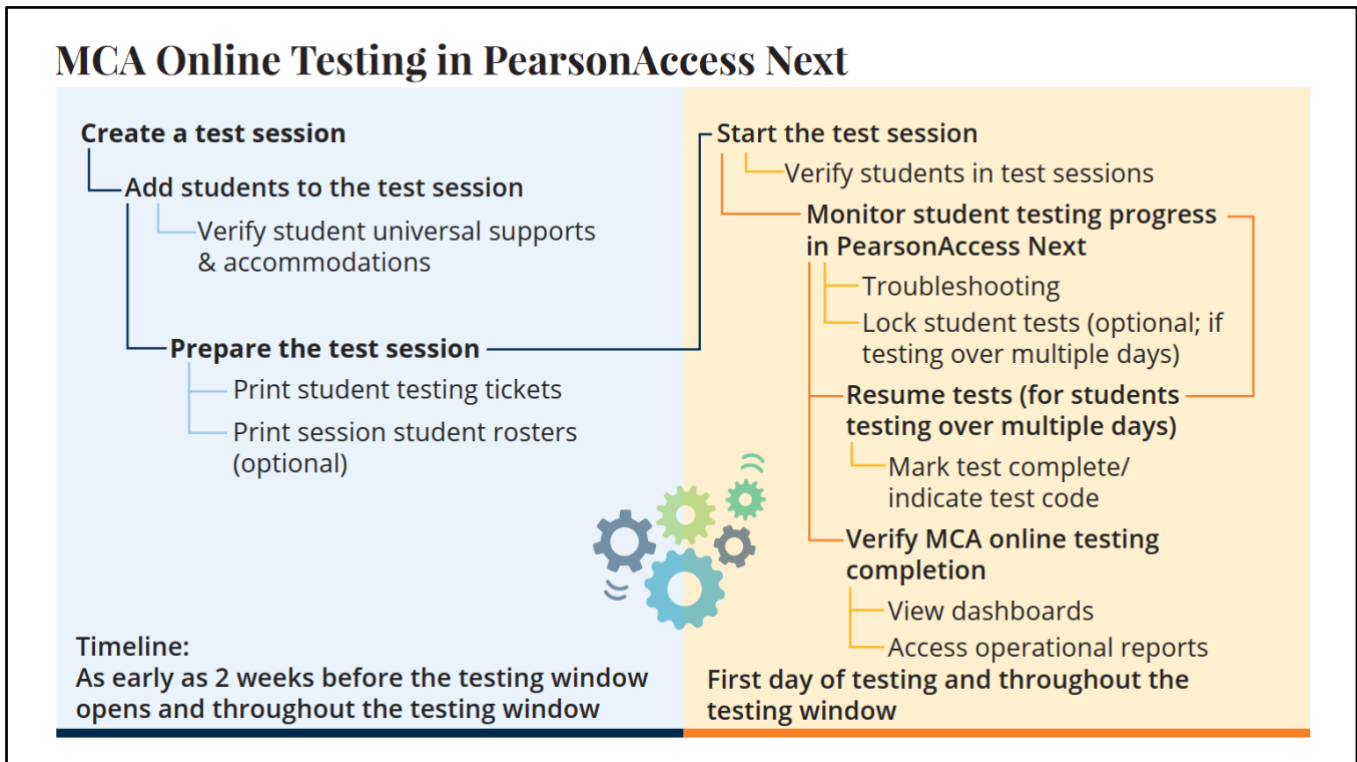 MCA Online Testing in PearsonAccess Next
Create a test session
Add students to the test session
Verify student universal supports
& accommodations
Prepare the test session
Print student testing tickets
Print session student rosters
(optional)
Timeline:
As early as 2 weeks before the testing window
opens and throughout the testing window
Start the test session
Verify students in test sessions
Monitor student testing progress
in PearsonAccess Next
Troubleshooting
Lock student tests (optional; if
testing over multiple days)
Resume tests (for students
testing over multiple days)
Mark test complete/
indicate test code
Verify MCA online testing
completion
View dashboards
Access operational reports
First day of testing and throughout the
testing window